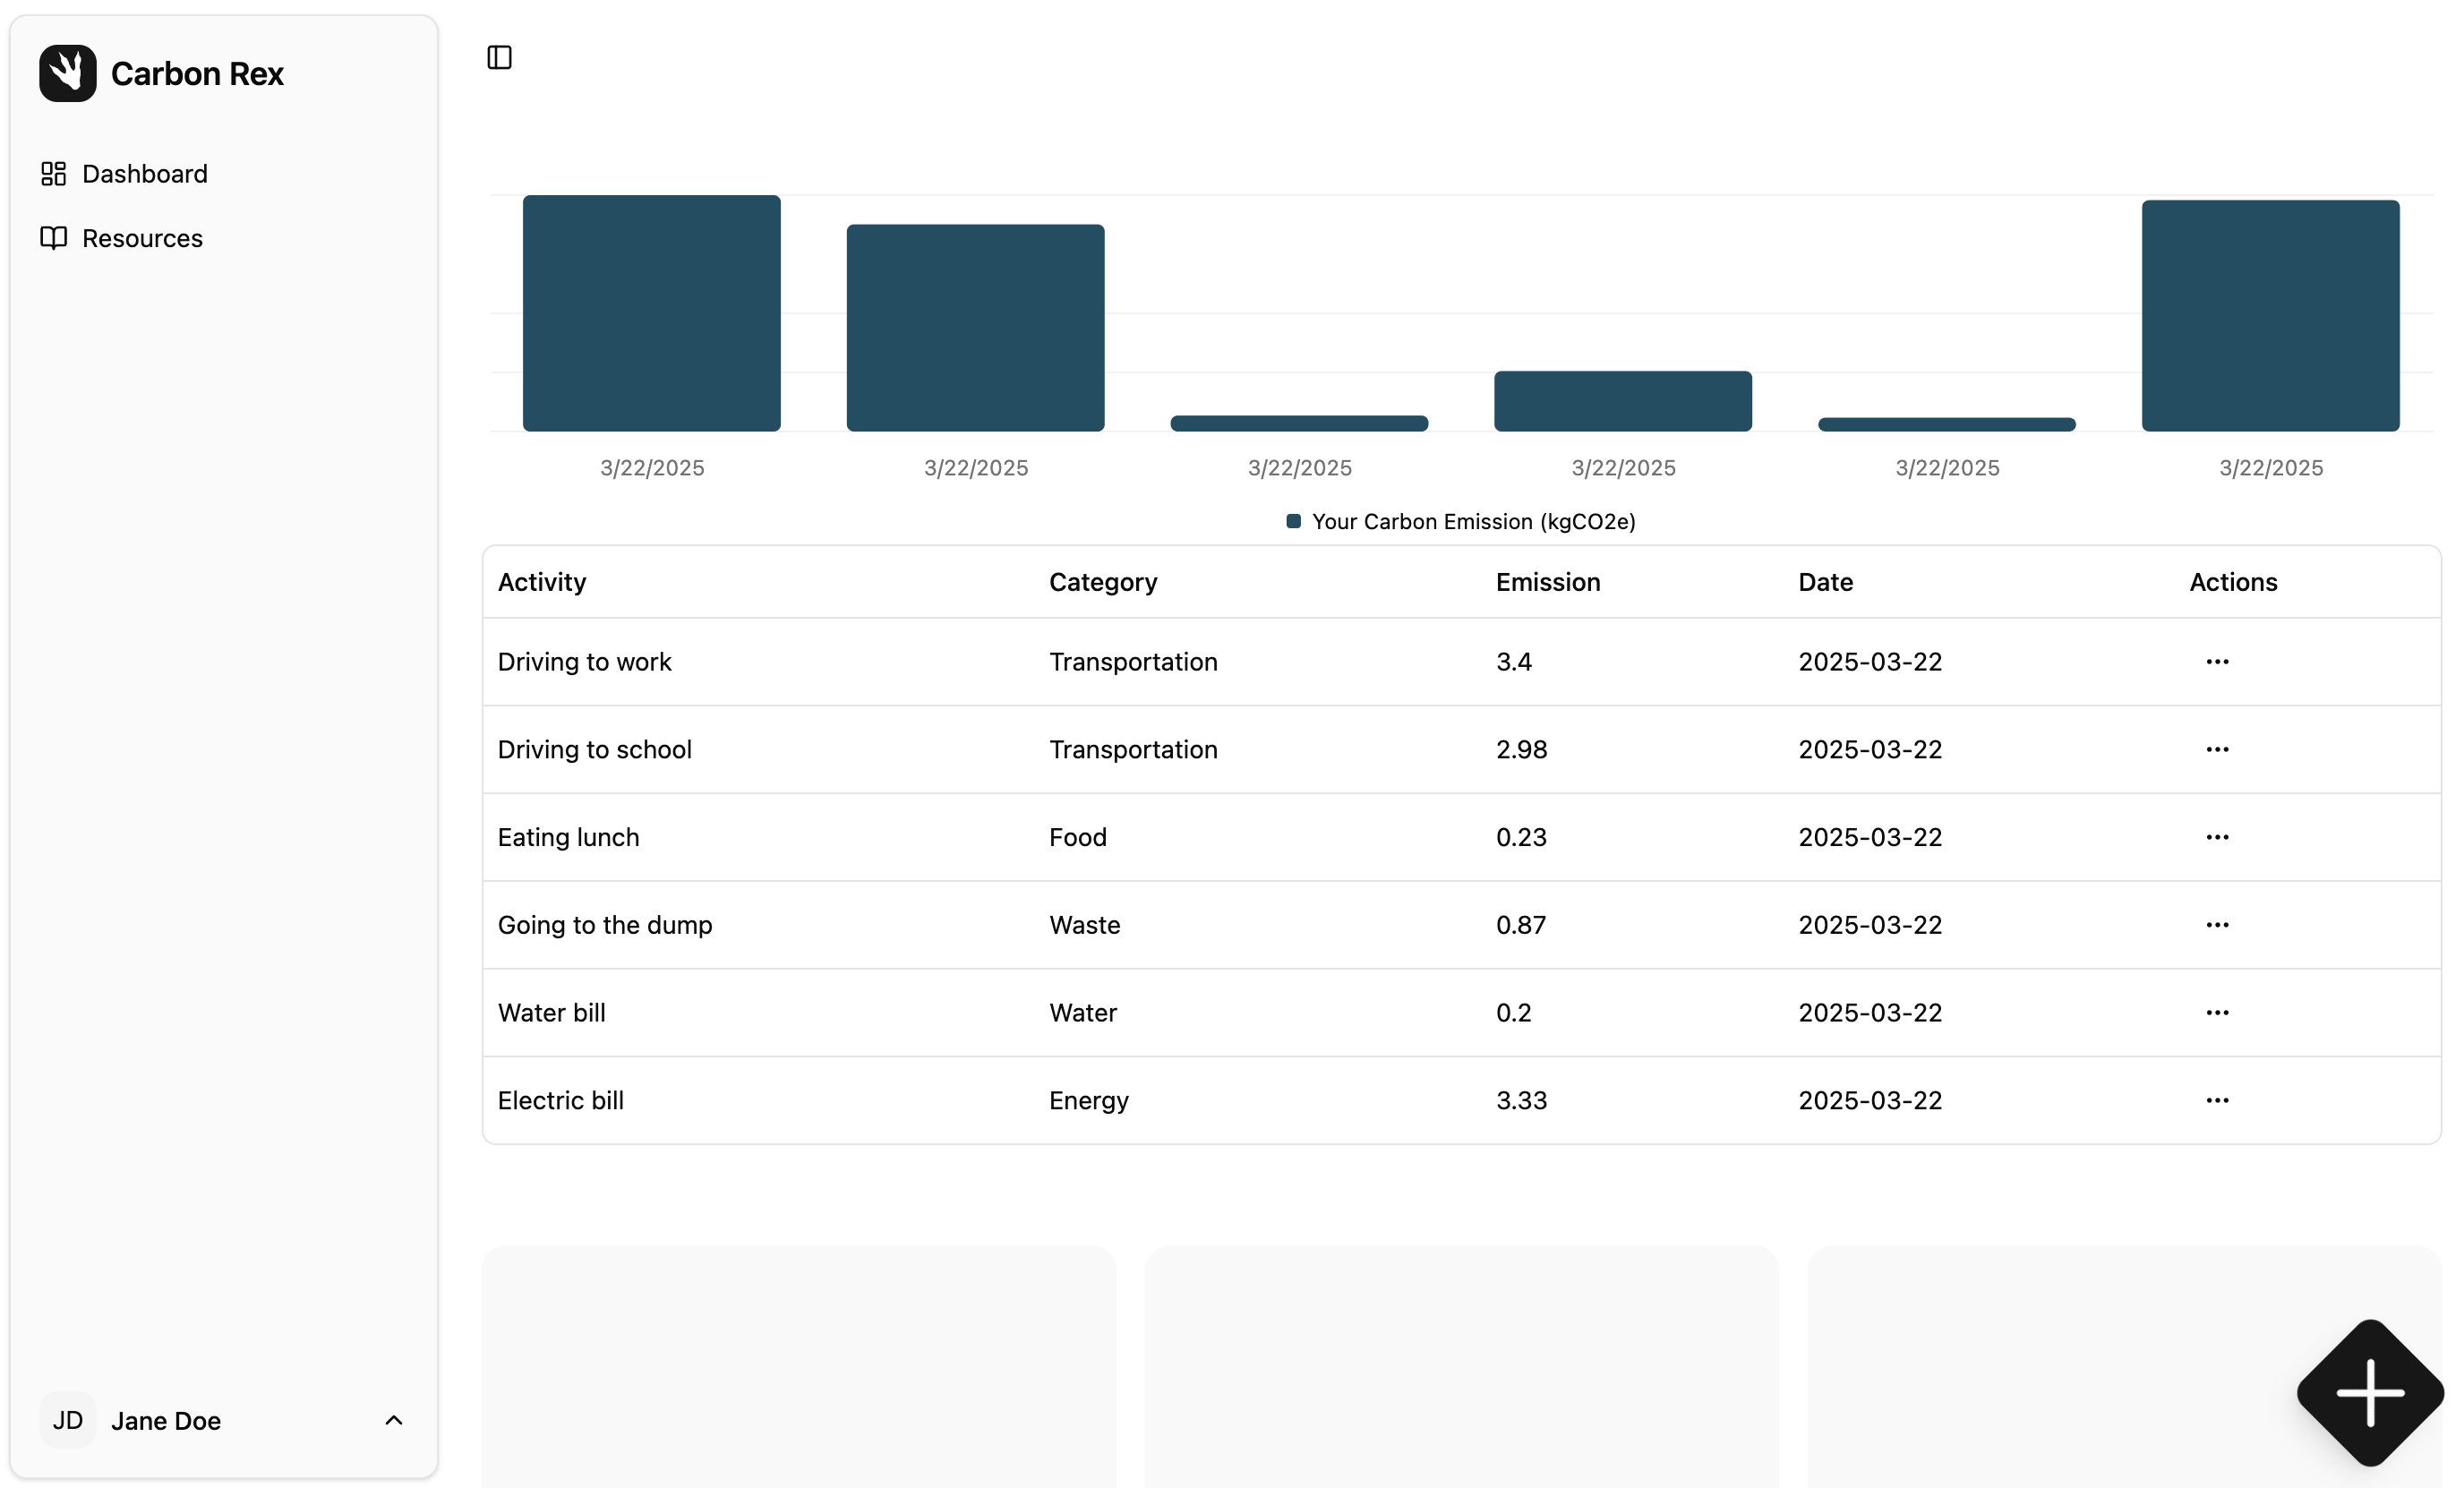 Carbon Rex
Dashboard
Resources
3/22/2025 3/22/2025 3/22/2025 3/22/2025 3/22/2025 3/22/2025
Your Carbon Emission (kgCO2e)
Activity Category Emission Date Actions
Driving to work Transportation 3.4 2025-03-22 ...
Driving to school Transportation 2.98 2025-03-22 ...
Eating lunch Food 0.23 2025-03-22 ...
Going to the dump Waste 0.87 2025-03-22 ...
Water bill Water 0.2 2025-03-22 ...
Electric bill Energy 3.33 2025-03-22 ...
JD Jane Doe